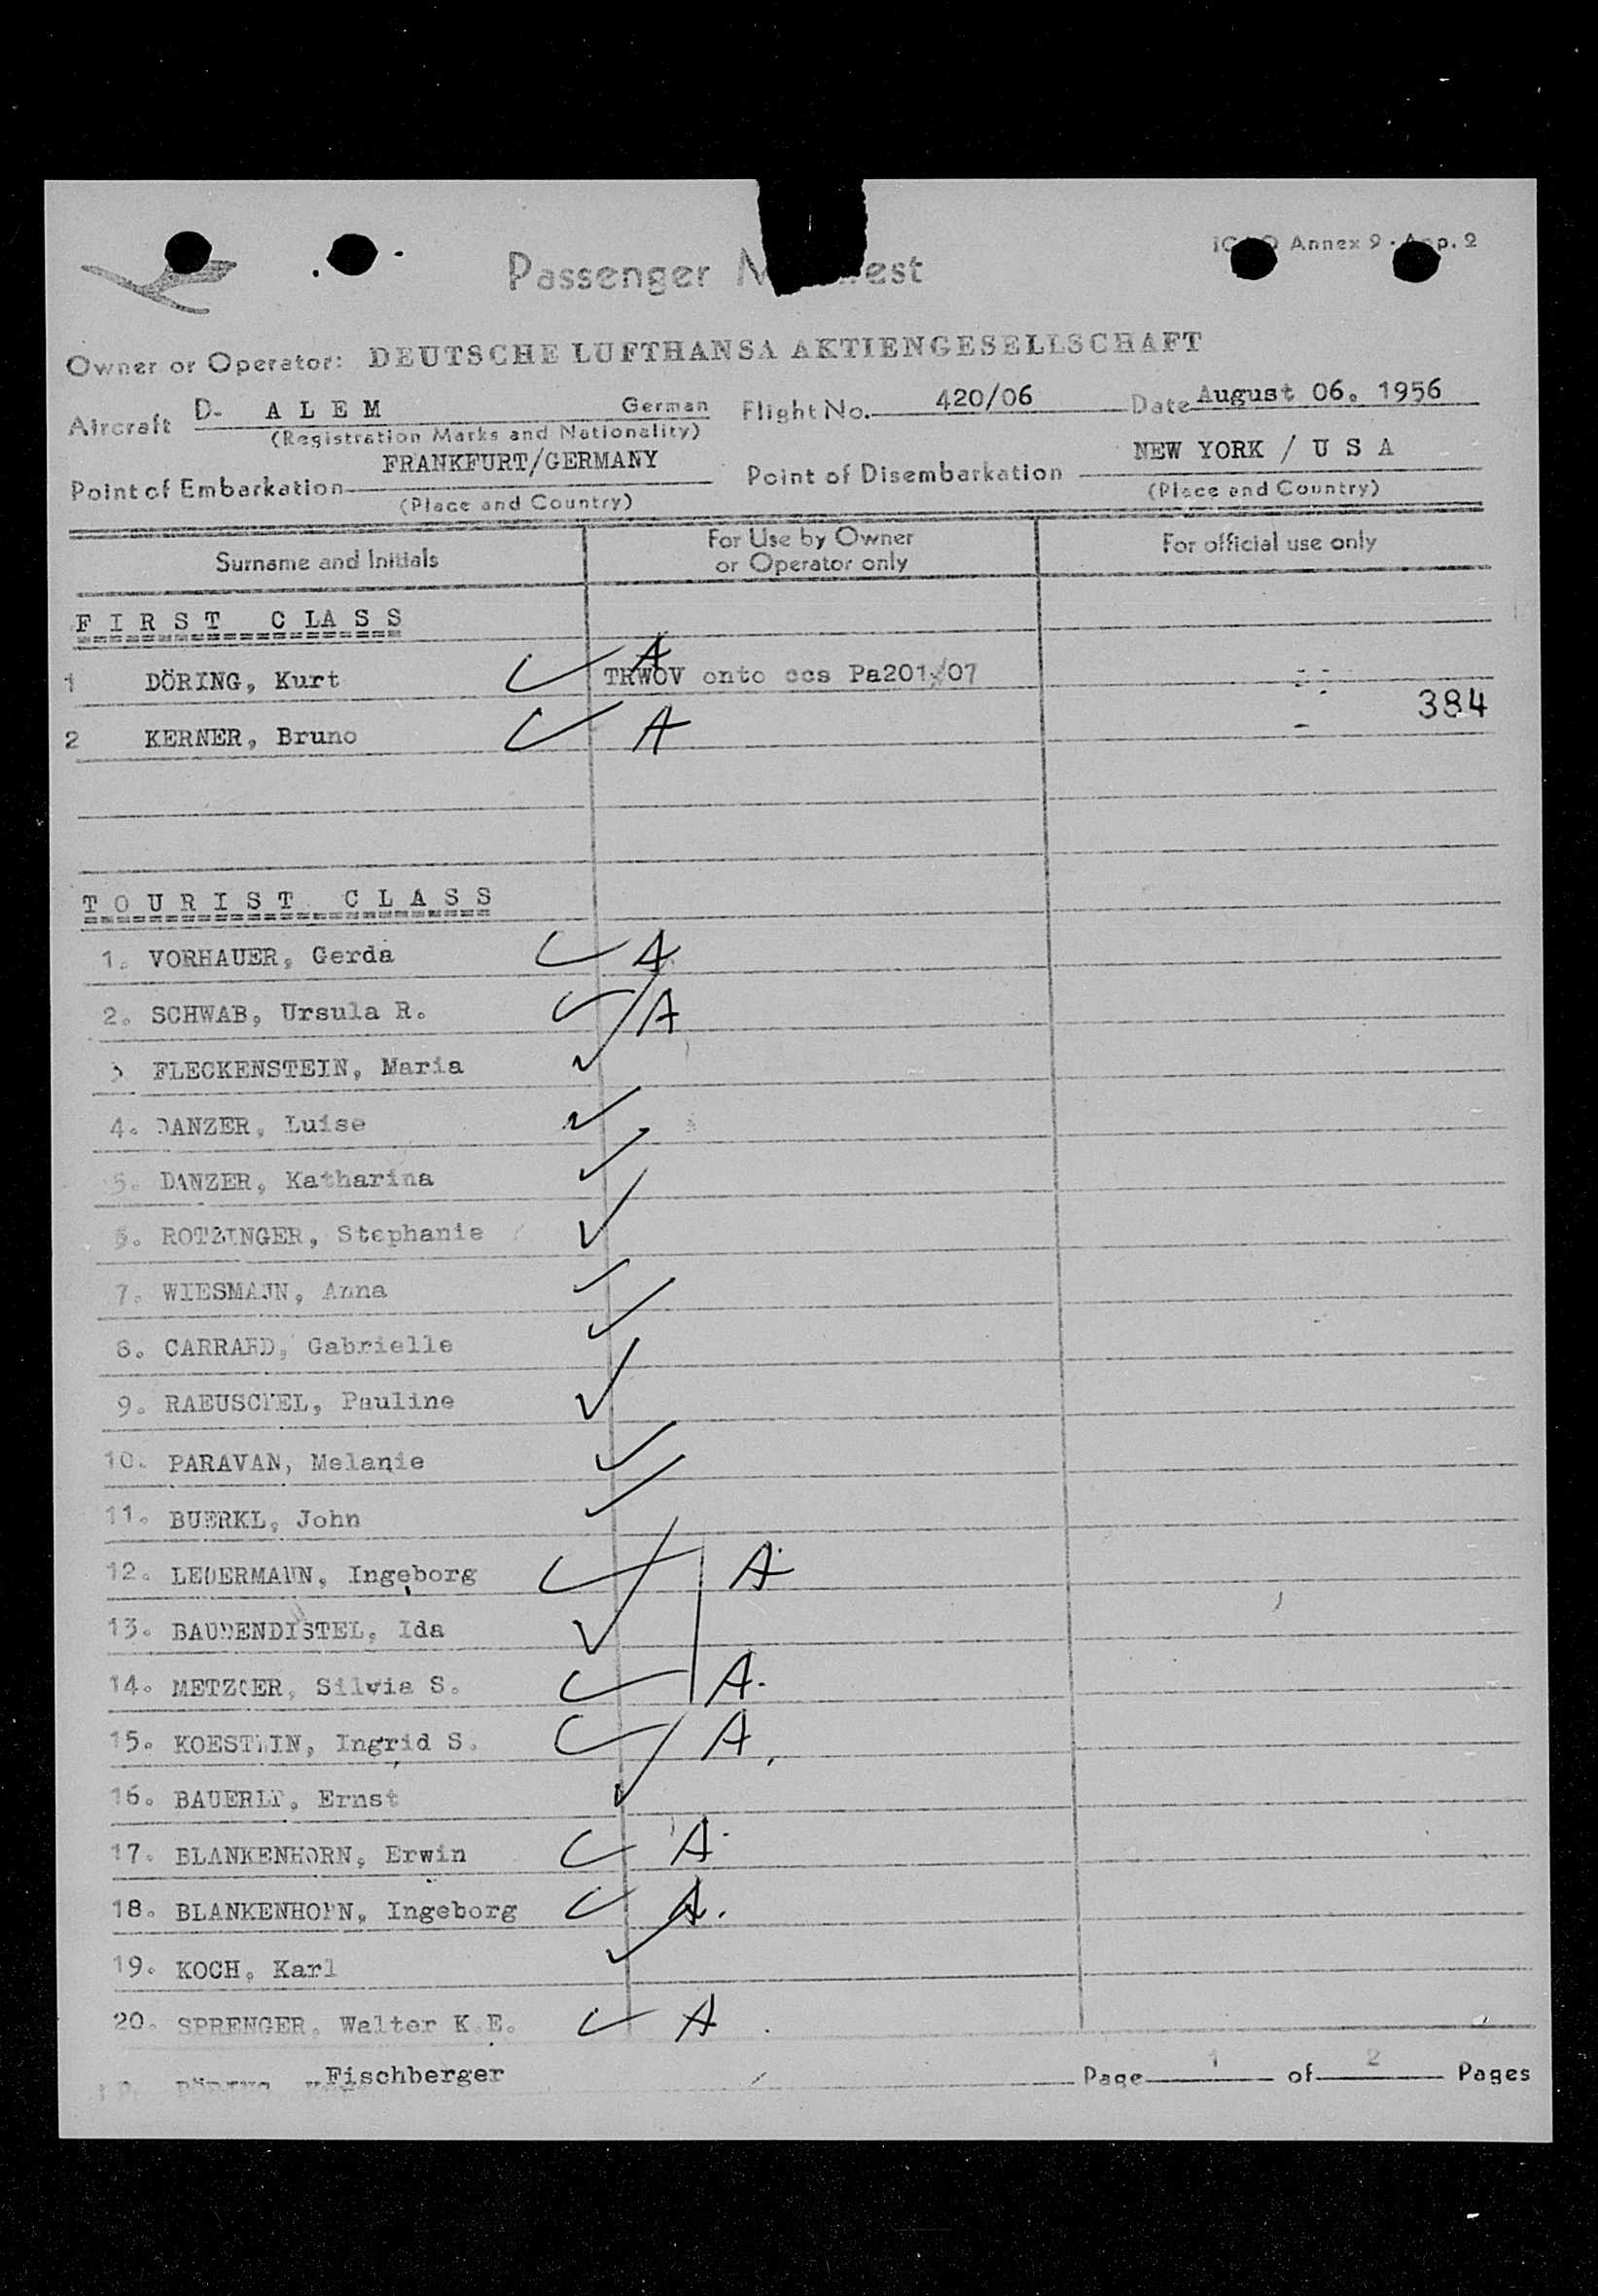 ICAO Annex 9 · App. 2
Passenger M est
Owner or Operator: DEUTSCHE LUFTHANSA AKTIENGESELLSCHAFT
Aircraft D- A L E M German Flight No. 420/06 Date August 06. 1956
(Registration Marks and Nationality)
Point of Embarkation FRANKFURT/GERMANY Point of Disembarkation NEW YORK / U S A
(Place and Country) (Place and Country)
Surname and Initials For Use by Owner or Operator only For official use only
F I R S T C LA S S
1 DÖRING, Kurt A TRWOV onto ccs Pa201/07
384
2 KERNER, Bruno A
T O U R I S T C L A S S
1. VORHAUER, Gerda A
2. SCHWAB, Ursula R. A
3 FLECKENSTEIN, Maria
4. DANZER, Luise
5. DANZER, Katharina
6. ROTZINGER, Stephanie
7. WIESMANN, Anna
8. CARRARD, Gabrielle
9. RAEUSCHEL, Pauline
10. PARAVAN, Melanie
11. BUERKL, John
12. LEDERMANN, Ingeborg A
13. BAUDENDISTEL, Ida
14. METZGER, Silvia S. A.
15. KOESTLIN, Ingrid S. A
16. BAUERLE, Ernst
17. BLANKENHORN, Erwin A
18. BLANKENHORN, Ingeborg A.
19. KOCH, Karl
20. SPRENGER, Walter K.E. A
Fischberger Page 1 of 2 Pages